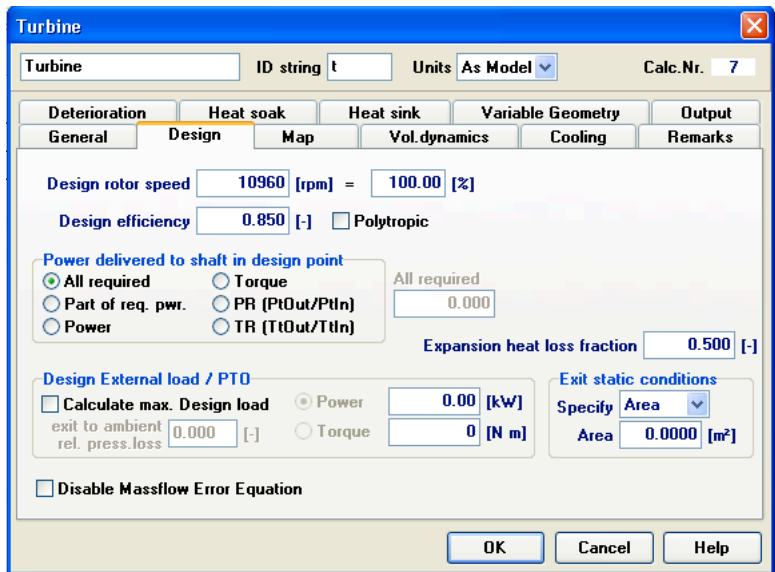 Turbine
Turbine ID string t Units As Model Calc.Nr. 7
Deterioration Heat soak Heat sink Variable Geometry Output
General Design Map Vol.dynamics Cooling Remarks
Design rotor speed 10960 [rpm] = 100.00 [%]
Design efficiency 0.850 [-] Polytropic
Power delivered to shaft in design point
All required Torque All required
Part of req. pwr. PR (PtOut/PtIn) 0.000
Power TR (TtOut/TtIn)
Expansion heat loss fraction 0.500 [-]
Design External load / PTO Exit static conditions
Calculate max. Design load Power 0.00 [kW] Specify Area
exit to ambient
rel. press.loss 0.000 [-] Torque 0 [N m] Area 0.0000 [m²]
Disable Massflow Error Equation
OK Cancel Help